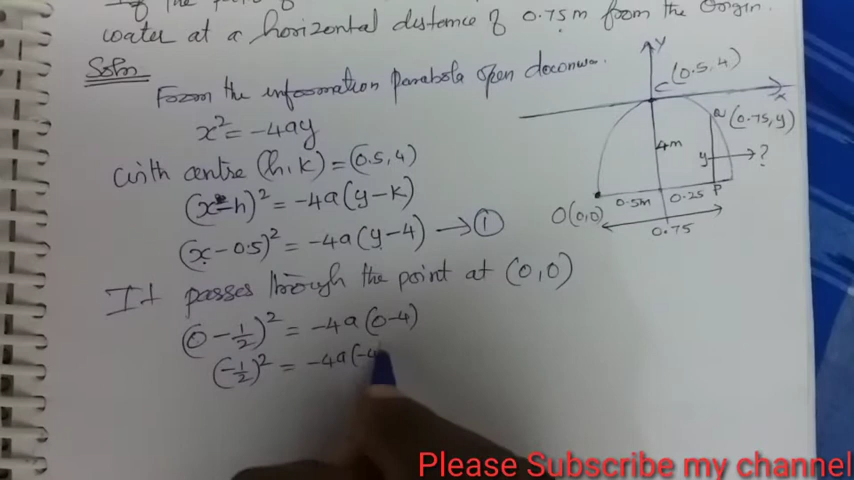 of the
water at a horizontal distance of 0.75 m from the Origin.
Soln
From the information parabola open downwa.
x² = -4ay
with centre (h, k) = (0.5, 4)
(x - h)² = -4a(y - k)
(x - 0.5)² = -4a(y - 4) → ①
It passes through the point at (0, 0)
(0 - 1/2)² = -4a(0 - 4)
(-1/2)² = -4a(-4
Y
C (0.5, 4)
x
Q (0.75, y)
4m
y → ?
0.5m 0.25 P
O(0,0)
0.75
Please Subscribe my channel